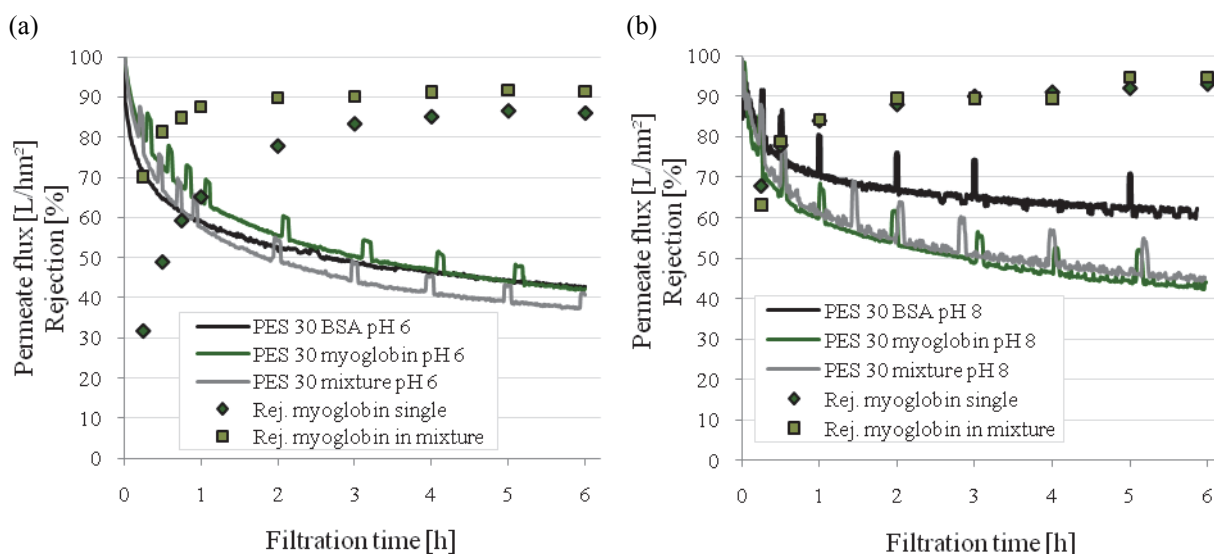 (a)
100
90
80
70
60
50
40
30
20
10
0
Permeate flux [L/hm²]
Rejection [%]
PES 30 BSA pH 6
PES 30 myoglobin pH 6
PES 30 mixture pH 6
Rej. myoglobin single
Rej. myoglobin in mixture
0 1 2 3 4 5 6
Filtration time [h]
(b)
100
90
80
70
60
50
40
30
20
10
0
Permeate flux [L/hm²]
Rejection [%]
PES 30 BSA pH 8
PES 30 myoglobin pH 8
PES 30 mixture pH 8
Rej. myoglobin single
Rej. myoglobin in mixture
0 1 2 3 4 5 6
Filtration time [h]